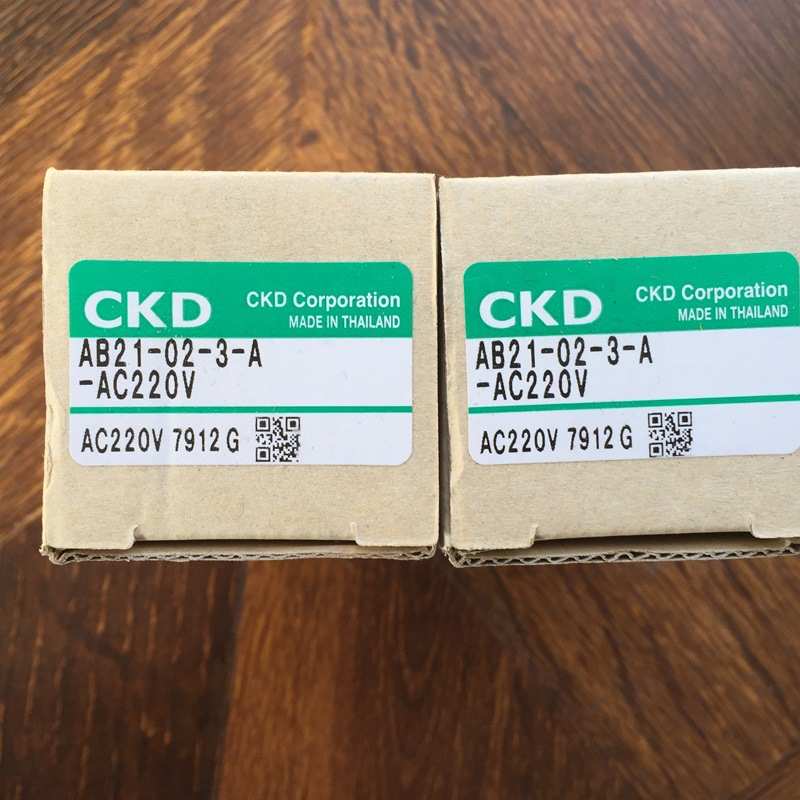 CKD
CKD Corporation
MADE IN THAILAND
AB21-02-3-A
-AC220V
AC220V 7912 G
CKD
CKD Corporation
MADE IN THAILAND
AB21-02-3-A
-AC220V
AC220V 7912 G